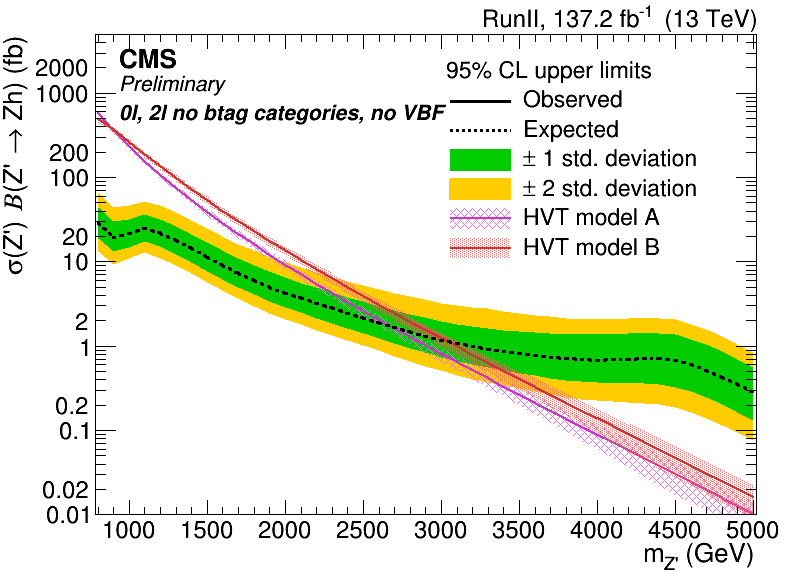 RunII, 137.2 fb⁻¹ (13 TeV)
CMS
Preliminary
0l, 2l no btag categories, no VBF
95% CL upper limits
Observed
Expected
± 1 std. deviation
± 2 std. deviation
HVT model A
HVT model B
σ(Z') B(Z' → Zh) (fb)
2000
1000
200
100
20
10
2
1
0.2
0.1
0.02
0.01
1000 1500 2000 2500 3000 3500 4000 4500 5000
m_Z' (GeV)